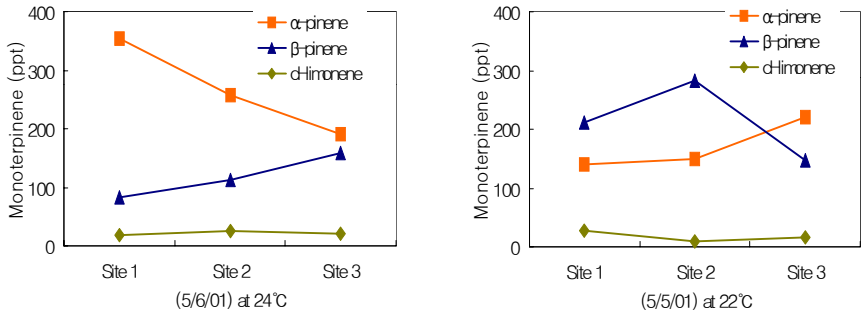 Monoterpinene (ppt)
400
300
200
100
0
α-pinene
β-pinene
d-limonene
Site 1 Site 2 Site 3
(5/6/01) at 24℃
Monoterpinene (ppt)
400
300
200
100
0
α-pinene
β-pinene
d-limonene
Site 1 Site 2 Site 3
(5/5/01) at 22℃